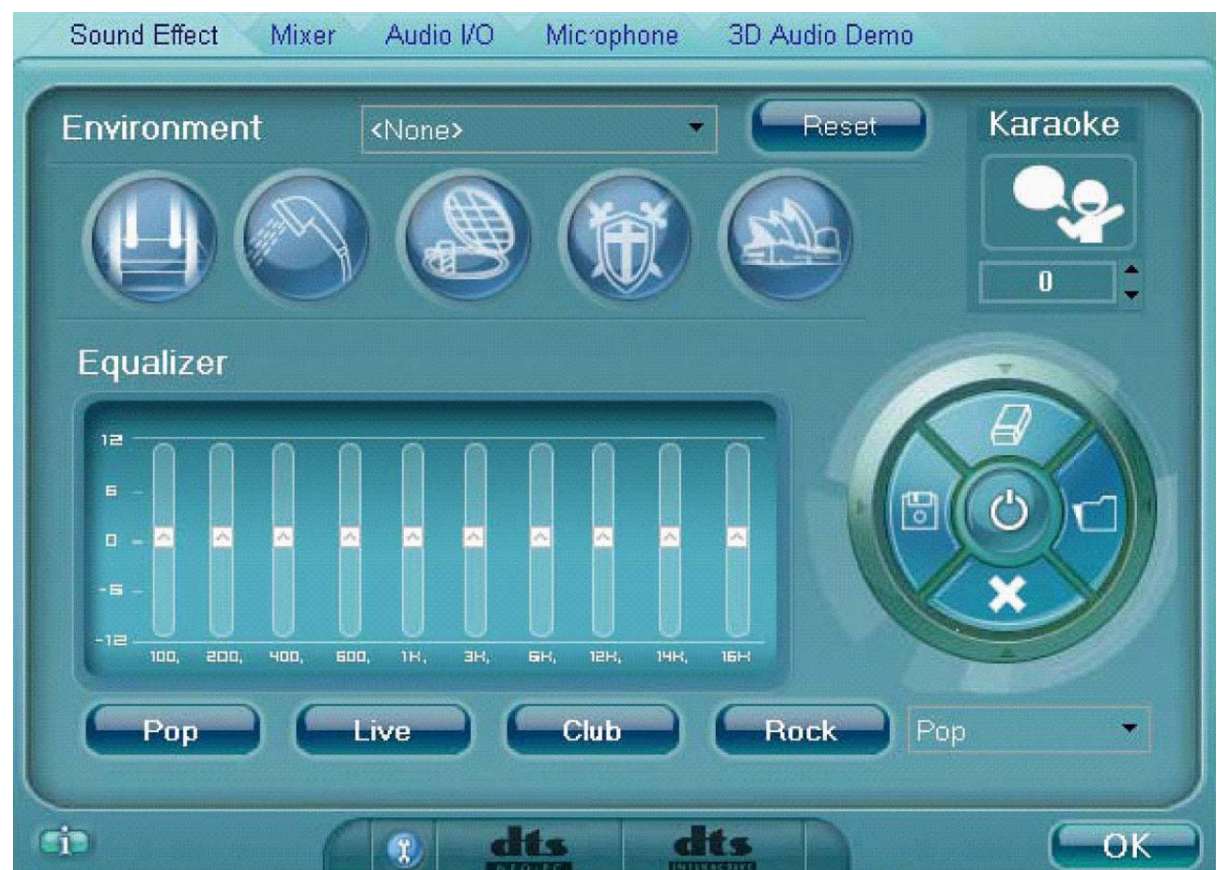 Sound Effect Mixer Audio I/O Microphone 3D Audio Demo
Environment <None> Reset Karaoke
0
Equalizer
12
6
0
-6
-12
100, 200, 400, 600, 1K, 3K, 6K, 12K, 14K, 16K
Pop Live Club Rock Pop
i dts dts OK
INTERACTIVE